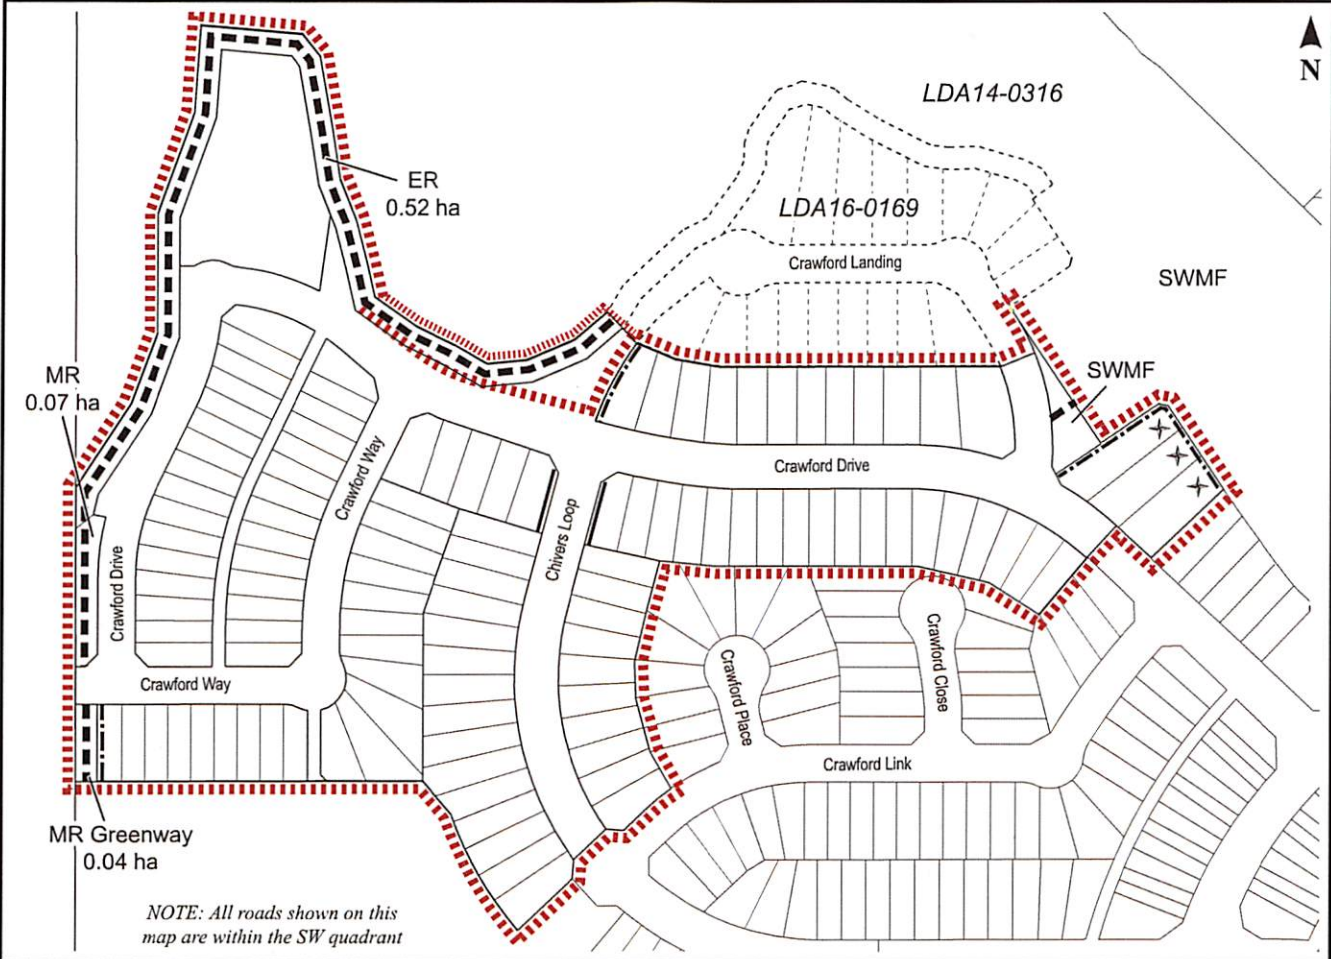 N
LDA14-0316
ER
0.52 ha
LDA16-0169
Crawford Landing
SWMF
SWMF
MR
0.07 ha
Crawford Way
Crawford Drive
Chivers Loop
Crawford Drive
Crawford Way
Crawford Place
Crawford Close
Crawford Link
MR Greenway
0.04 ha
NOTE: All roads shown on this
map are within the SW quadrant